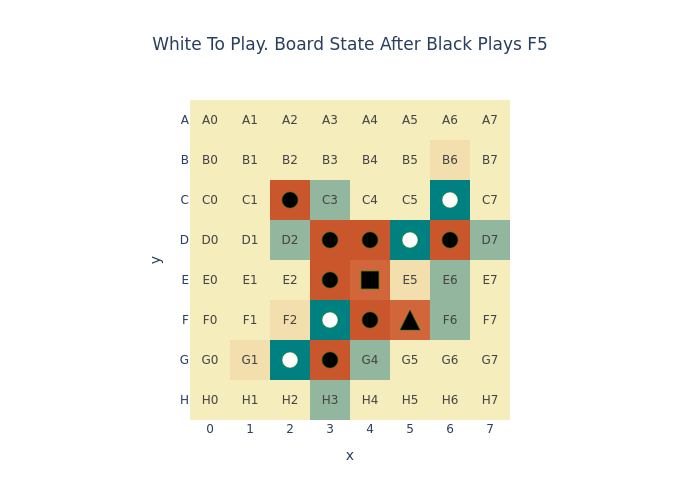 White To Play. Board State After Black Plays F5
A A0 A1 A2 A3 A4 A5 A6 A7
B B0 B1 B2 B3 B4 B5 B6 B7
C C0 C1 C3 C4 C5 C7
D D0 D1 D2 D7
E E0 E1 E2 E5 E6 E7
F F0 F1 F2 F6 F7
G G0 G1 G4 G5 G6 G7
H H0 H1 H2 H3 H4 H5 H6 H7
0 1 2 3 4 5 6 7
x
y